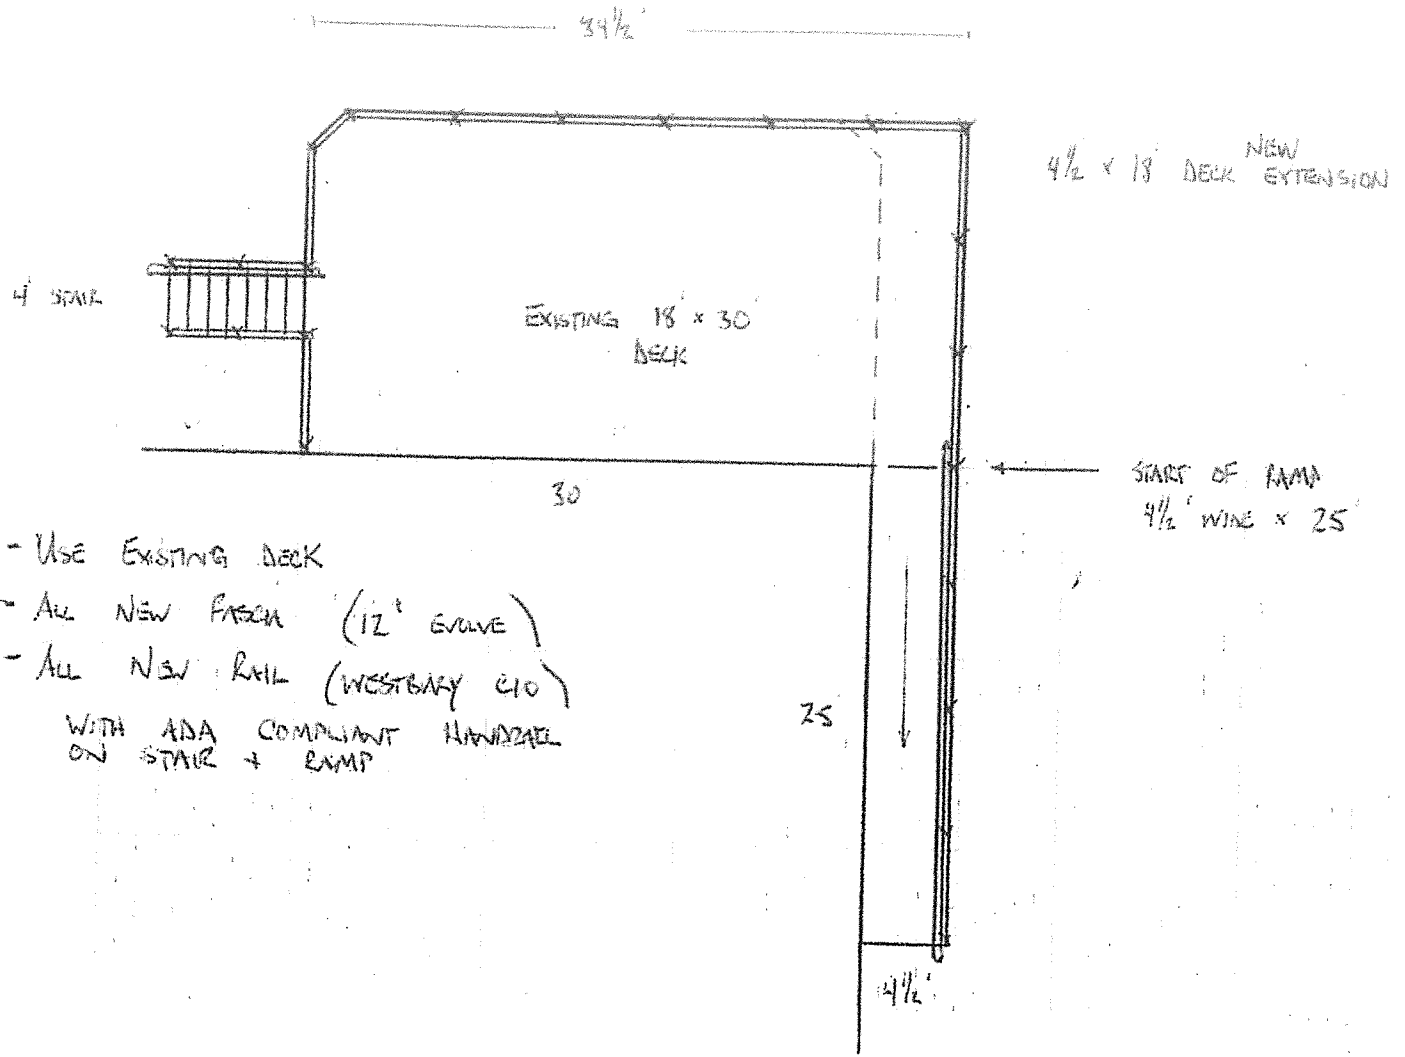 34½'
4½ x 18' DECK NEW EXTENSION
4' STAIR
EXISTING 18' x 30'
DECK
30
START OF RAMP
4½' WIDE x 25'
- USE EXISTING DECK
- ALL NEW FASCIA (12' EVOLVE)
- ALL NEW RAIL (WESTBURY C10)
WITH ADA COMPLIANT HANDRAIL
ON STAIR + RAMP
25'
4½'